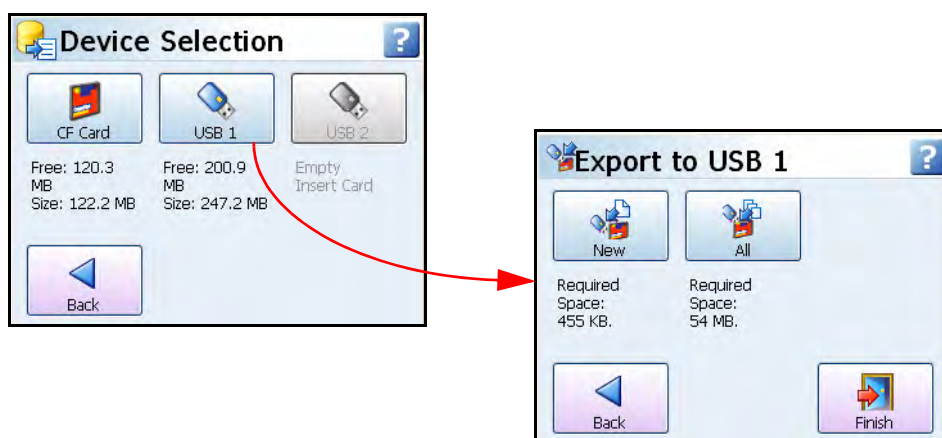 Device Selection
?
CF Card
USB 1
USB 2
Free: 120.3
MB
Size: 122.2 MB
Free: 200.9
MB
Size: 247.2 MB
Empty
Insert Card
Back
Export to USB 1
?
New
All
Required
Space:
455 KB.
Required
Space:
54 MB.
Back
Finish